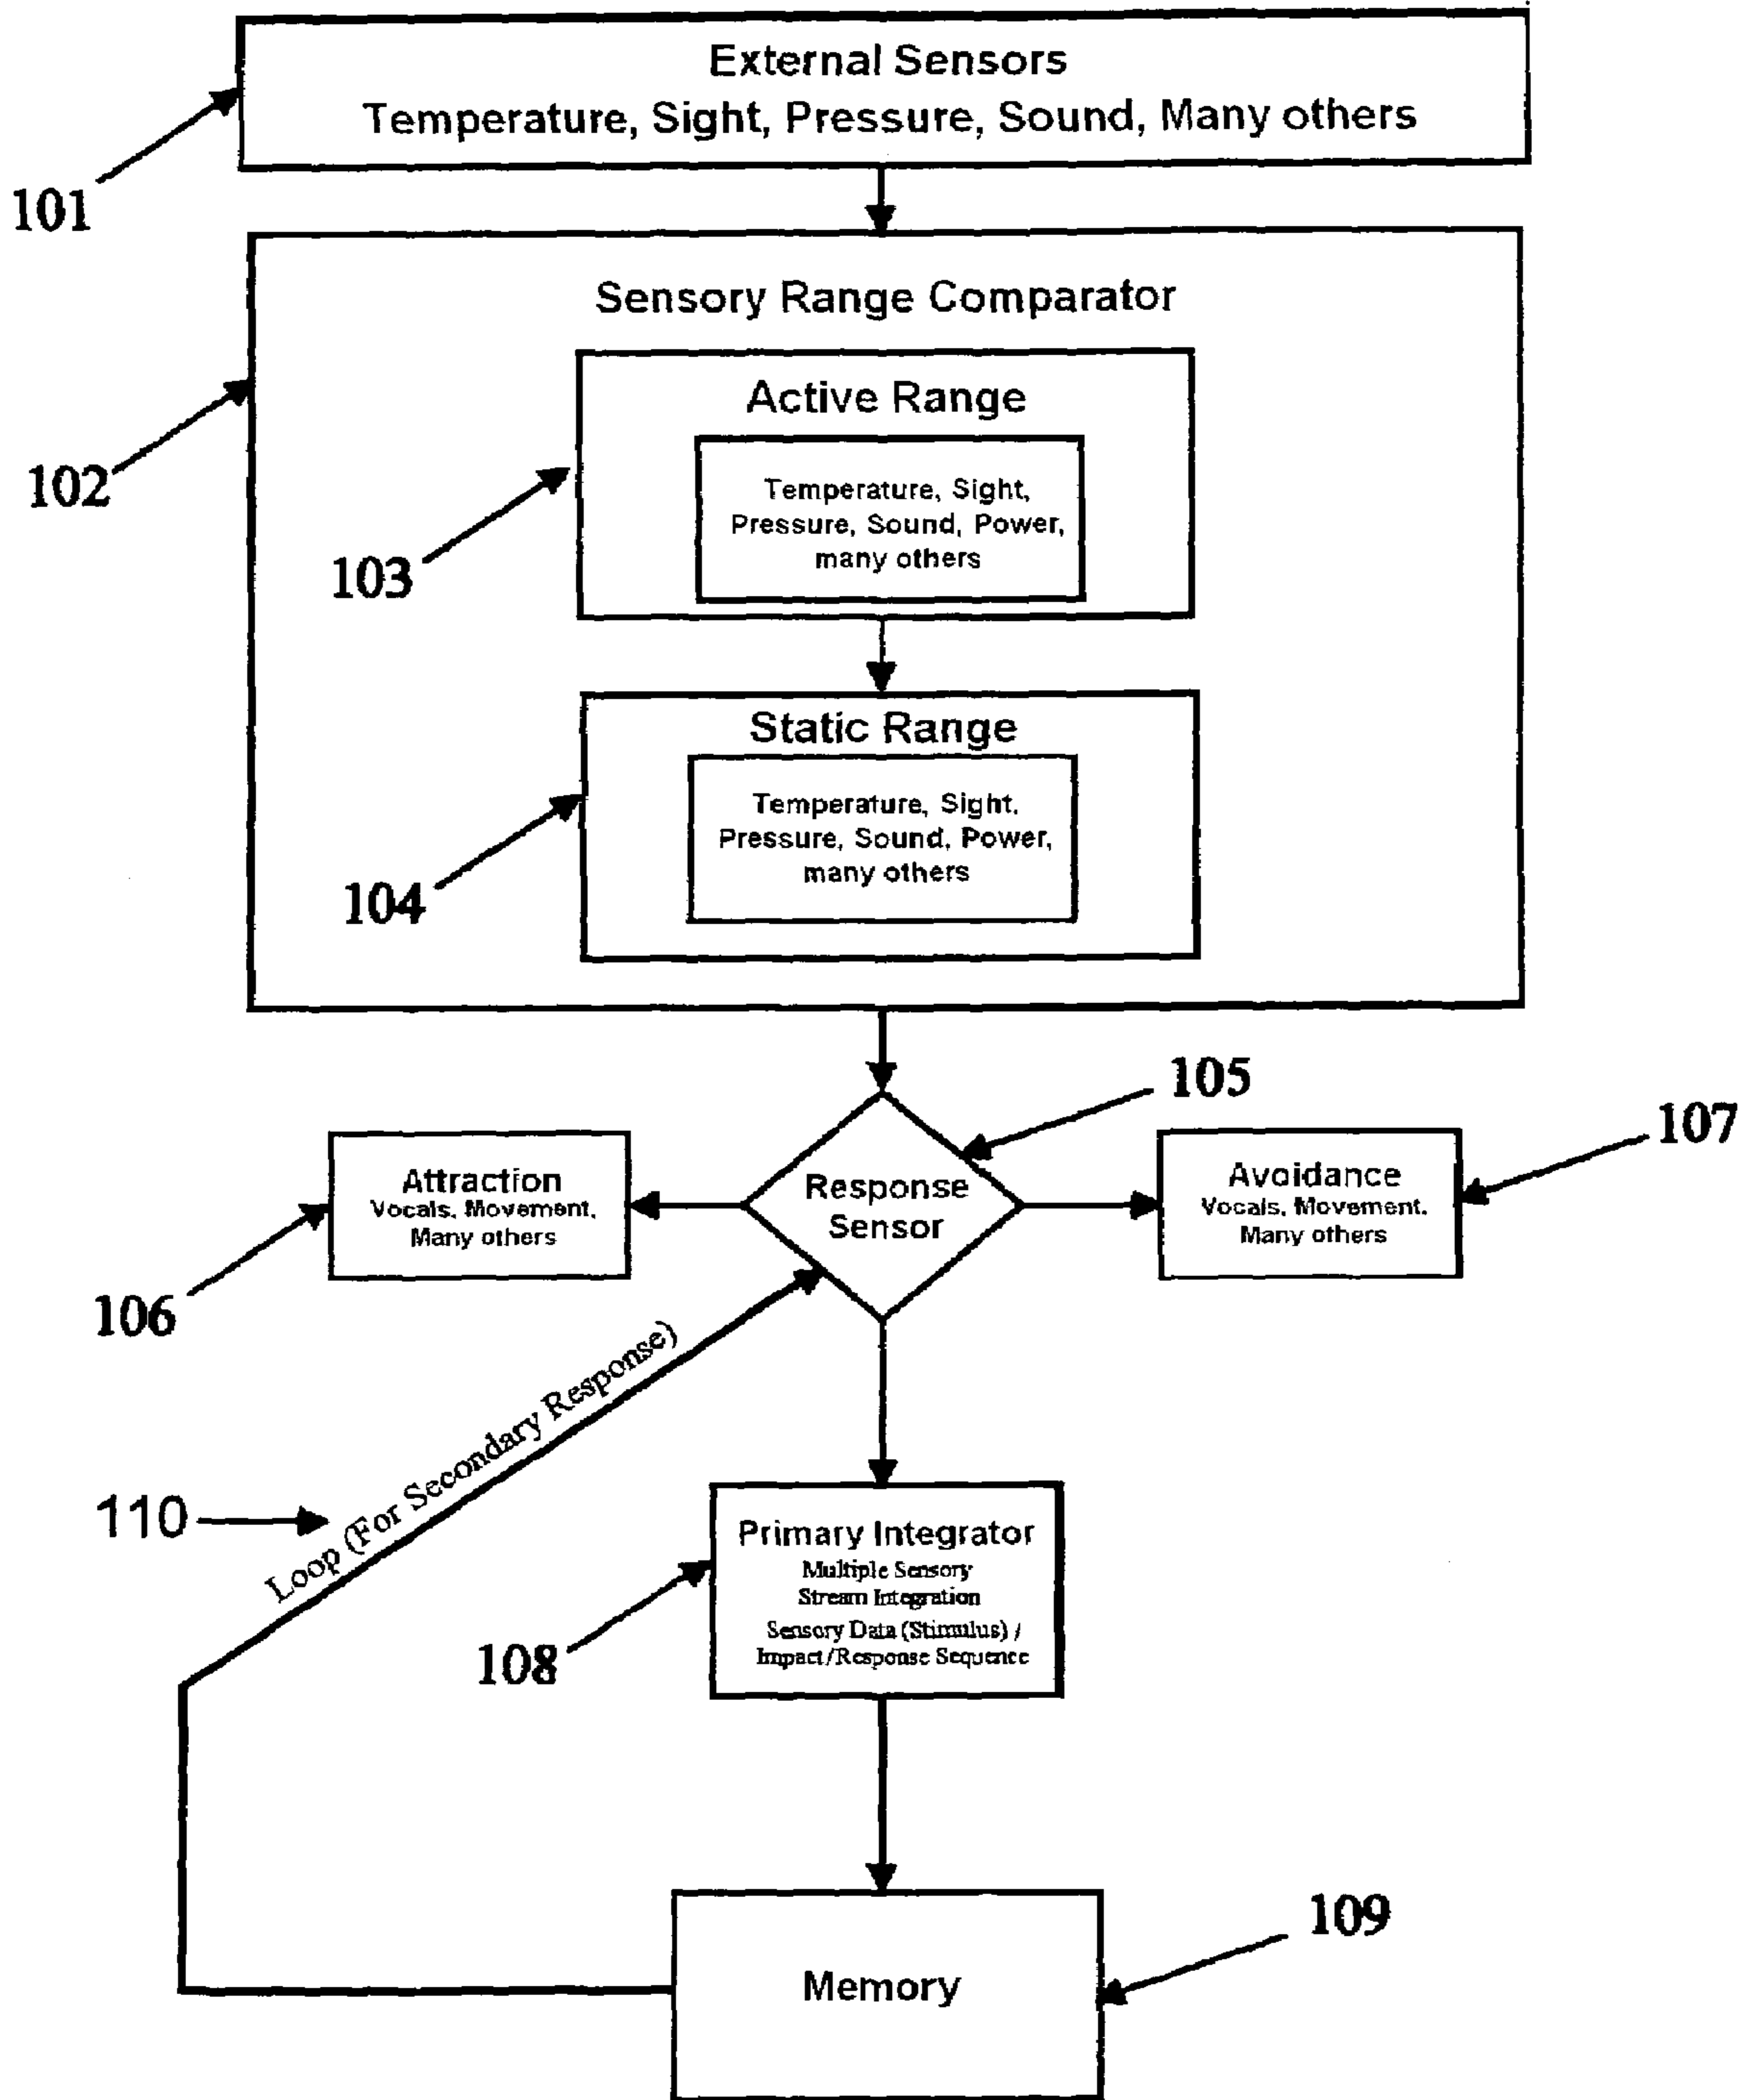 External Sensors
Temperature, Sight, Pressure, Sound, Many others
101
Sensory Range Comparator
102
Active Range
Temperature, Sight,
Pressure, Sound, Power,
many others
103
Static Range
Temperature, Sight.
Pressure, Sound, Power,
many others
104
105
107
Attraction
Vocals, Movement,
Many others
Response
Sensor
Avoidance
Vocals, Movement.
Many others
106
Loop (For Secondary Response)
110
Primary Integrator
Multiple Sensory
Stream Integration
Sensory Data (Stimulus) /
Impact/Response Sequence
108
109
Memory